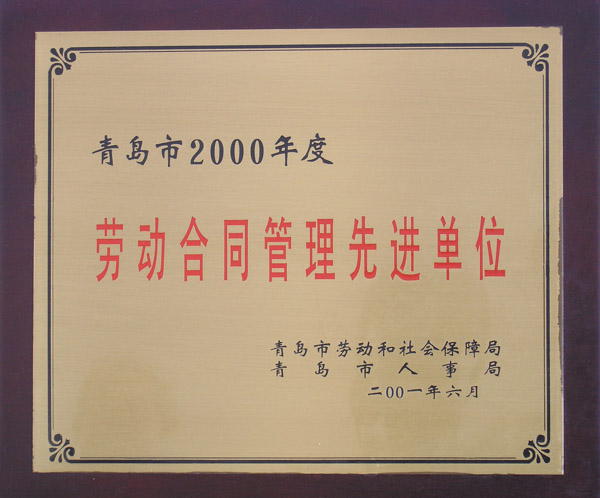 青岛市2000年度
劳动合同管理先进单位
青岛市劳动和社会保障局
青岛市人事局
二00一年六月